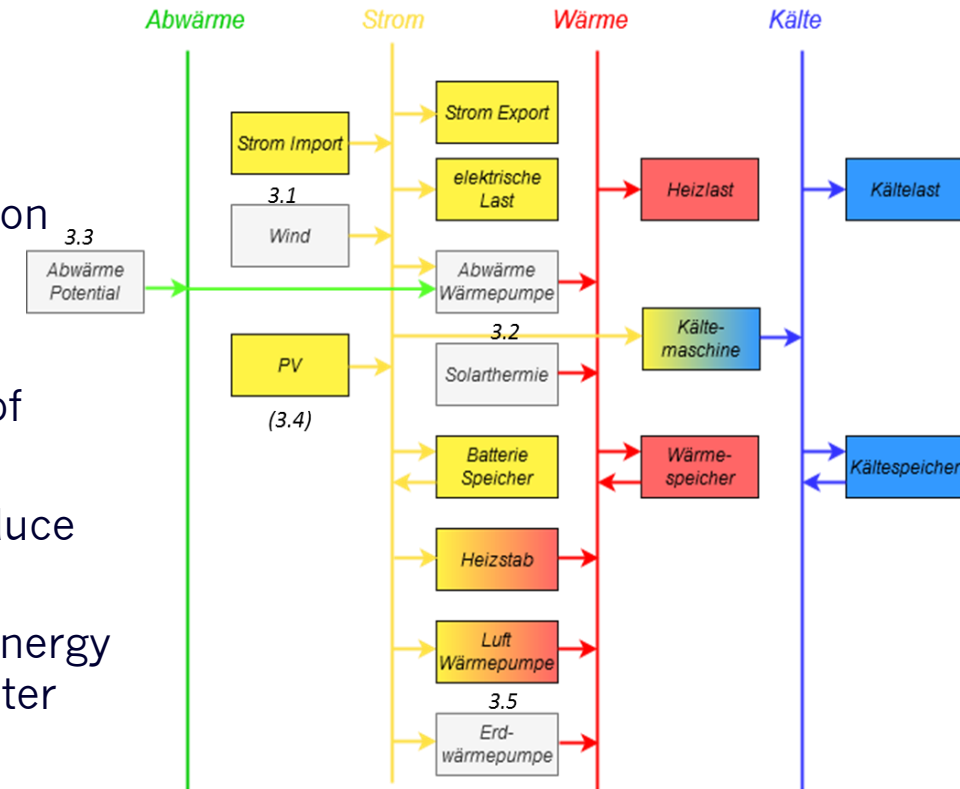 Abwärme Strom Wärme Kälte
Strom Export
Strom Import
elektrische
Last
Heizlast
Kältelast
3.1
Wind
on
3.3
Abwärme
Potential
Abwärme
Wärmepumpe
Kälte-
maschine
3.2
PV
Solarthermie
(3.4)
of
Batterie
Speicher
Wärme-
speicher
Kältespeicher
duce
Heizstab
nergy
ter
Luft
Wärmepumpe
3.5
Erd-
wärmepumpe